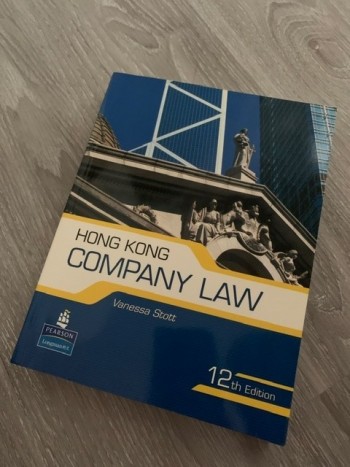 HONG KONG
COMPANY LAW
Vanessa Stott
PEARSON
Longman
12th Edition